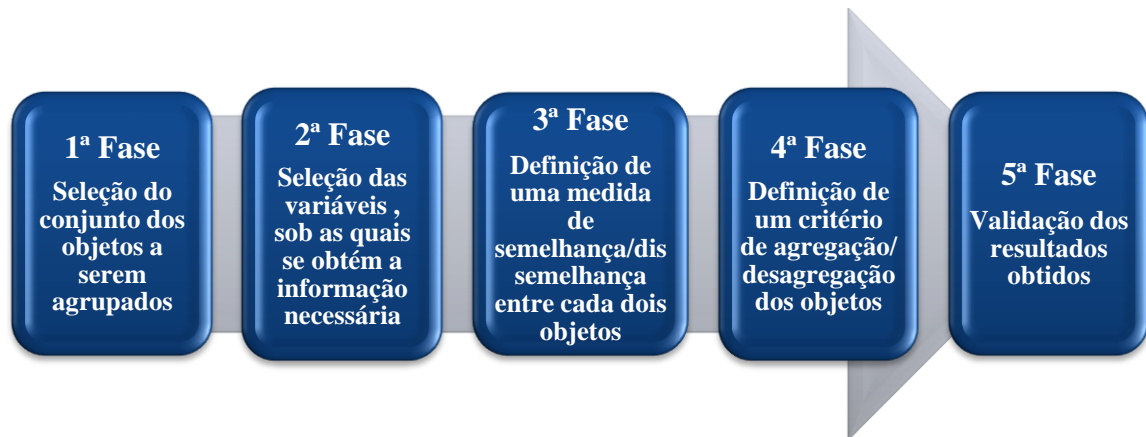 1ª Fase
Seleção do
conjunto dos
objetos a
serem
agrupados
2ª Fase
Seleção das
variáveis ,
sob as quais
se obtém a
informação
necessária
3ª Fase
Definição de
uma medida
de
semelhança/dis
semelhança
entre cada dois
objetos
4ª Fase
Definição de
um critério
de agregação/
desagregação
dos objetos
5ª Fase
Validação dos
resultados
obtidos